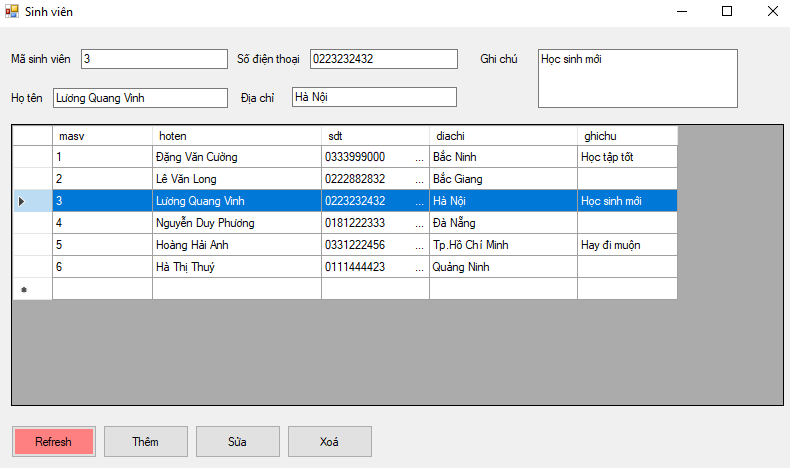 Sinh viên
Mã sinh viên 3 Số điện thoại 0223232432 Ghi chú Học sinh mới
Họ tên Lương Quang Vinh Địa chỉ Hà Nội
masv hoten sdt diachi ghichu
1 Đặng Văn Cường 0333999000 ... Bắc Ninh Học tập tốt
2 Lê Văn Long 0222882832 ... Bắc Giang
3 Lương Quang Vinh 0223232432 ... Hà Nội Học sinh mới
4 Nguyễn Duy Phương 0181222333 ... Đà Nẵng
5 Hoàng Hải Anh 0331222456 ... Tp.Hồ Chí Minh Hay đi muộn
6 Hà Thị Thuý 0111444423 ... Quảng Ninh
Refresh Thêm Sửa Xoá